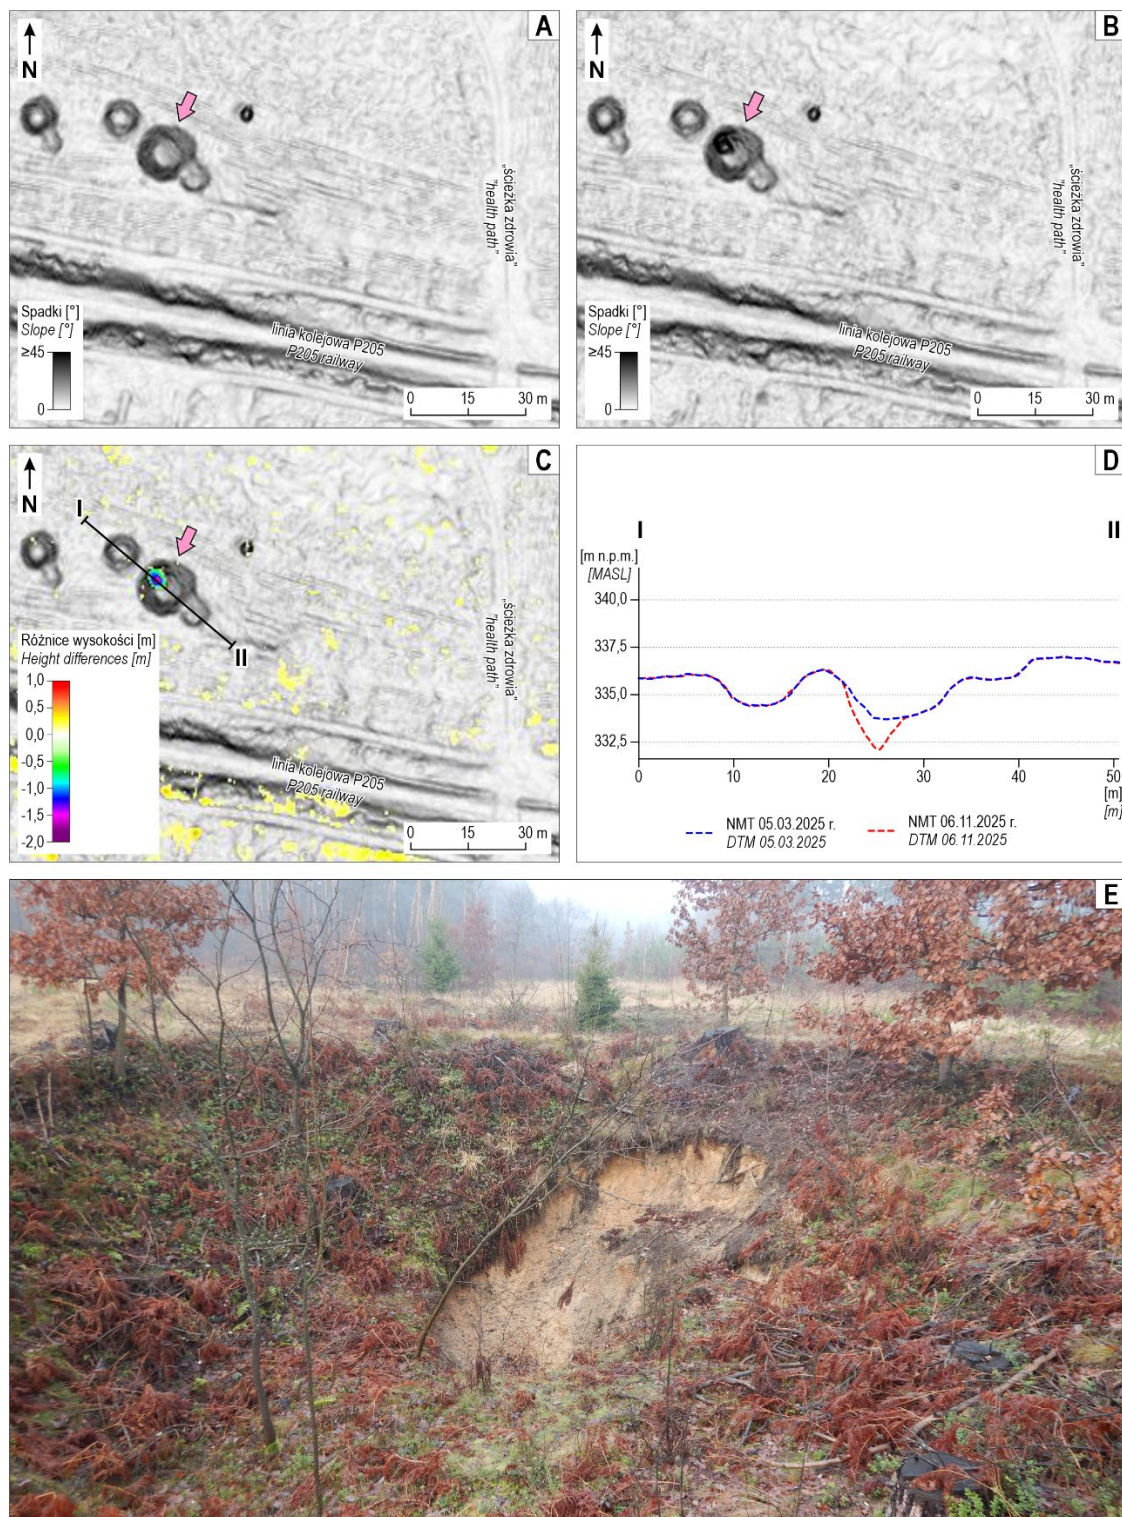 A
N
„ścieżka zdrowia”
"health path"
Spadki [°]
Slope [°]
≥45
0
linia kolejowa P205
P205 railway
0 15 30 m
B
N
„ścieżka zdrowia”
"health path"
Spadki [°]
Slope [°]
≥45
0
linia kolejowa P205
P205 railway
0 15 30 m
C
N
I
II
„ścieżka zdrowia”
"health path"
Różnice wysokości [m]
Height differences [m]
1,0
0,5
0,0
-0,5
-1,0
-1,5
-2,0
linia kolejowa P205
P205 railway
0 15 30 m
D
I II
[m n.p.m.]
[MASL]
340,0
337,5
335,0
332,5
0 10 20 30 40 50
[m]
[m]
NMT 05.03.2025 r. NMT 06.11.2025 r.
DTM 05.03.2025 DTM 06.11.2025
E